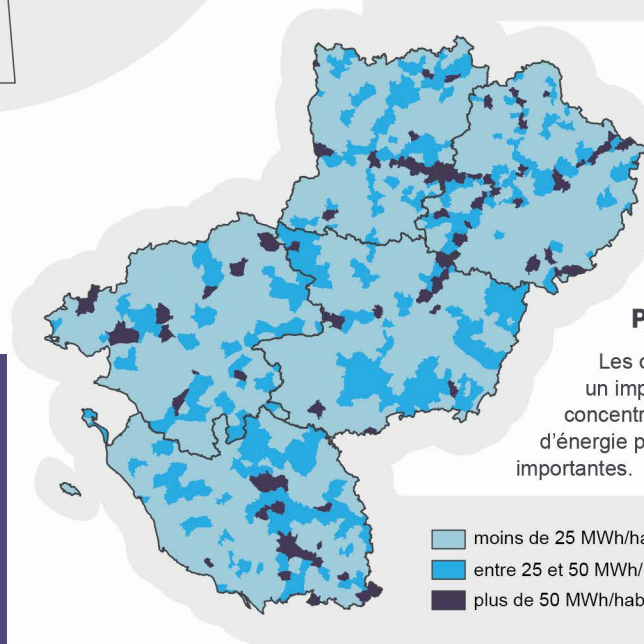 P
Les
un
concentr
d'énergie p
importantes.
moins de 25 MWh/ha
entre 25 et 50 MWh/
plus de 50 MWh/hab